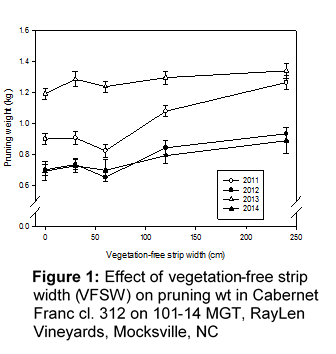 1.6
1.4
1.2
1.0
0.8
0.6
0.0
Pruning weight (kg)
2011
2012
2013
2014
0 50 100 150 200 250
Vegetation-free strip width (cm)
Figure 1: Effect of vegetation-free strip
width (VFSW) on pruning wt in Cabernet
Franc cl. 312 on 101-14 MGT, RayLen
Vineyards, Mocksville, NC